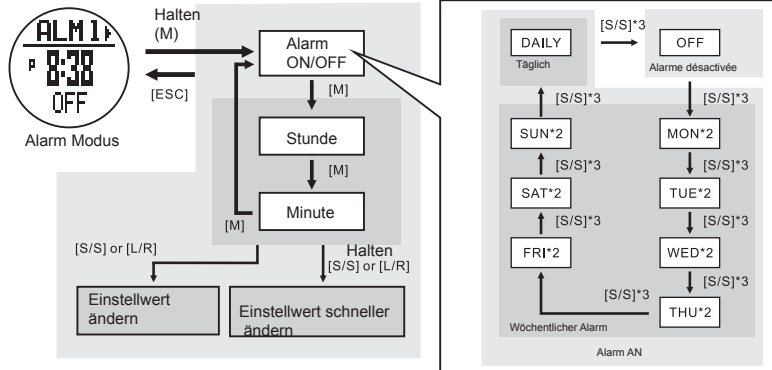 ALM1
P 8:38
OFF
Alarm Modus
Halten
(M)
[ESC]
Alarm
ON/OFF
[M]
Stunde
[M]
Minute
[M]
[S/S] or [L/R]
Halten
[S/S] or [L/R]
Einstellwert
ändern
Einstellwert schneller
ändern
DAILY
Täglich
[S/S]*3
OFF
Alarme désactivée
[S/S]*3
MON*2
[S/S]*3
TUE*2
[S/S]*3
WED*2
[S/S]*3
THU*2
[S/S]*3
FRI*2
[S/S]*3
SAT*2
[S/S]*3
SUN*2
[S/S]*3
Wöchentlicher Alarm
Alarm AN